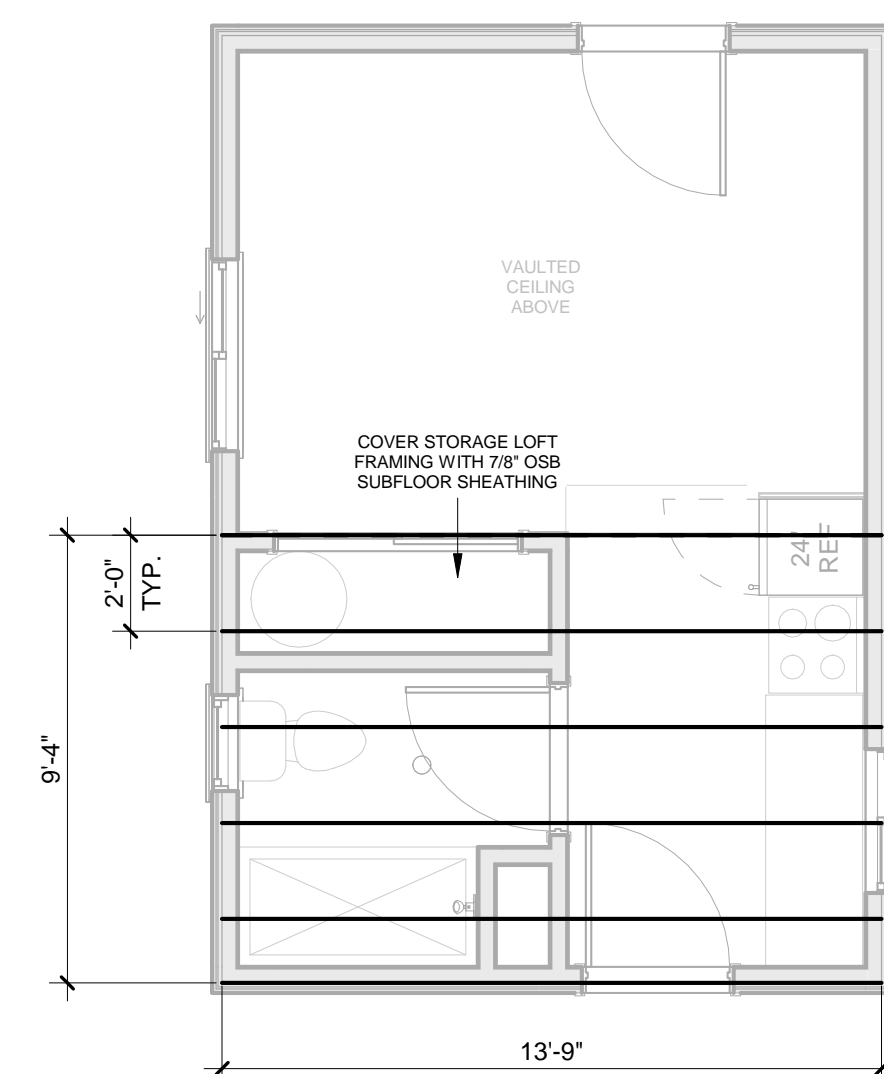 VAULTED
CEILING
ABOVE
COVER STORAGE LOFT
FRAMING WITH 7/8" OSB
SUBFLOOR SHEATHING
24"
REF
2'-0"
TYP.
9'-4"
13'-9"